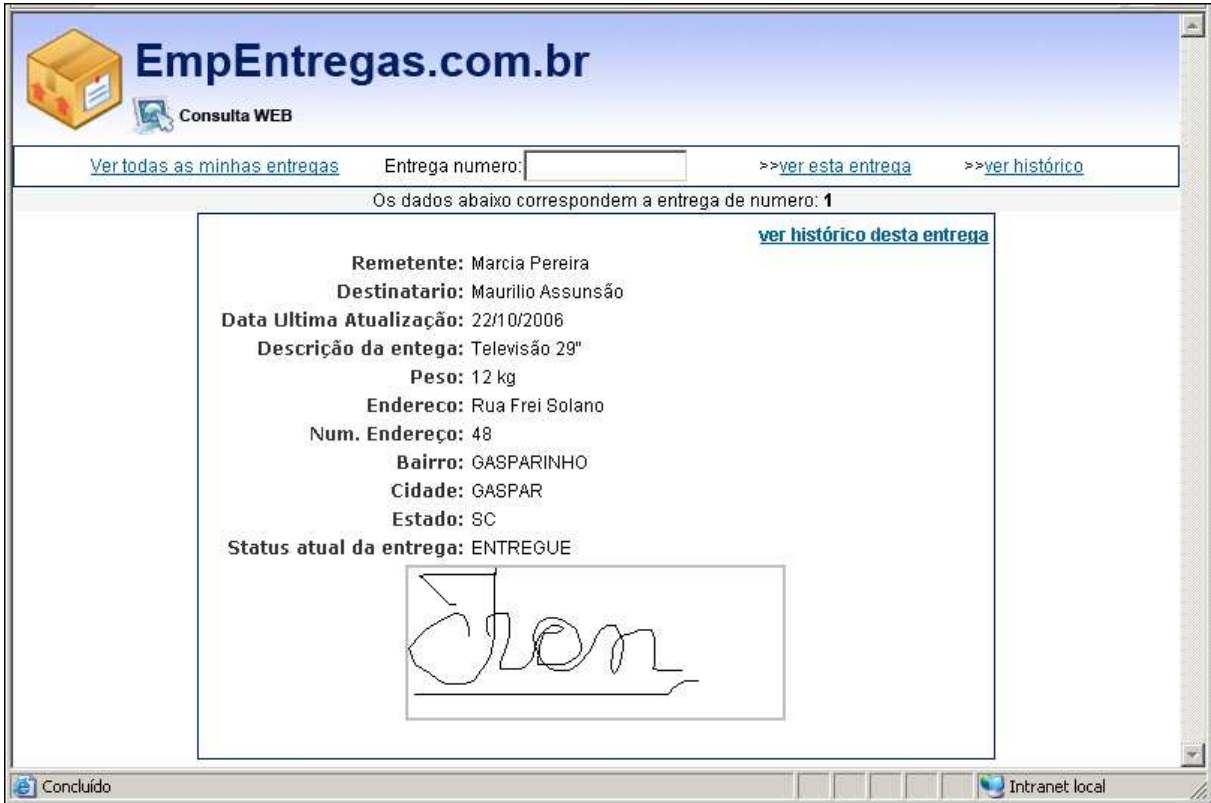 EmpEntregas.com.br
Consulta WEB
Ver todas as minhas entregas Entrega numero: >>ver esta entrega >>ver histórico
Os dados abaixo correspondem a entrega de numero: 1
ver histórico desta entrega
Remetente: Marcia Pereira
Destinatario: Maurilio Assunsão
Data Ultima Atualização: 22/10/2006
Descrição da entega: Televisão 29"
Peso: 12 kg
Endereco: Rua Frei Solano
Num. Endereço: 48
Bairro: GASPARINHO
Cidade: GASPAR
Estado: SC
Status atual da entrega: ENTREGUE
Concluído Intranet local